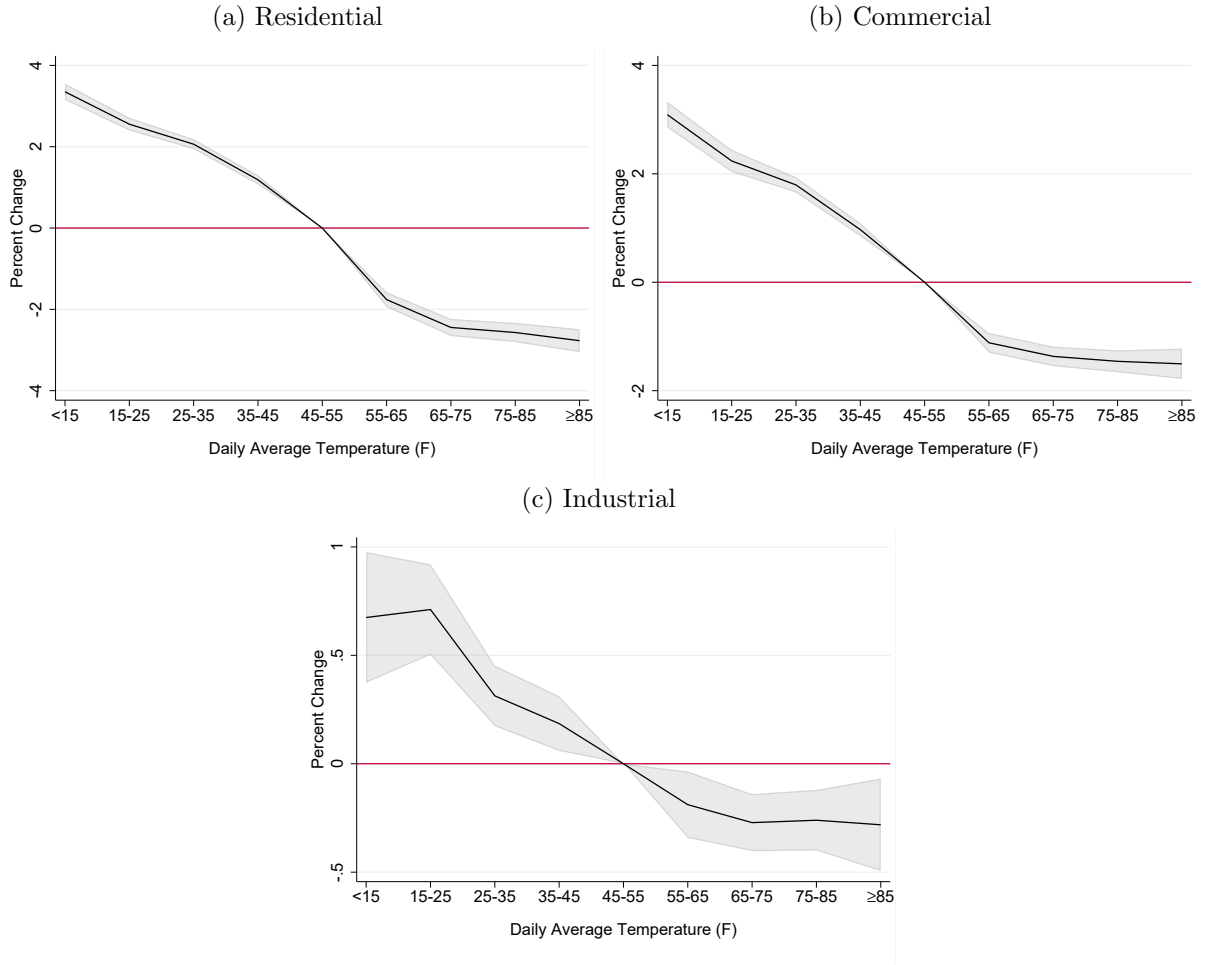 (a) Residential
Percent Change
4
2
0
-2
-4
<15 15-25 25-35 35-45 45-55 55-65 65-75 75-85 ≥85
Daily Average Temperature (F)
(b) Commercial
Percent Change
4
2
0
-2
<15 15-25 25-35 35-45 45-55 55-65 65-75 75-85 ≥85
Daily Average Temperature (F)
(c) Industrial
Percent Change
1
.5
0
-.5
<15 15-25 25-35 35-45 45-55 55-65 65-75 75-85 ≥85
Daily Average Temperature (F)